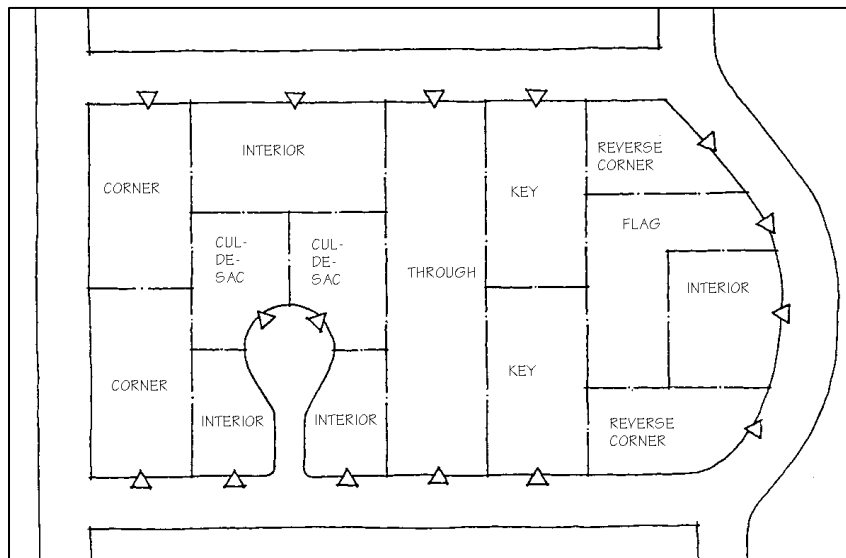 INTERIOR
REVERSE
CORNER
CORNER
KEY
FLAG
CUL-
DE-
SAC
CUL-
DE-
SAC
THROUGH
INTERIOR
CORNER
KEY
INTERIOR
INTERIOR
REVERSE
CORNER